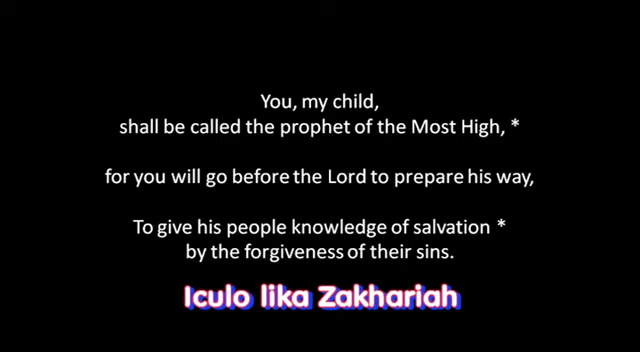 You, my child,
shall be called the prophet of the Most High, *
for you will go before the Lord to prepare his way,
To give his people knowledge of salvation *
by the forgiveness of their sins.
Iculo lika Zakhariah